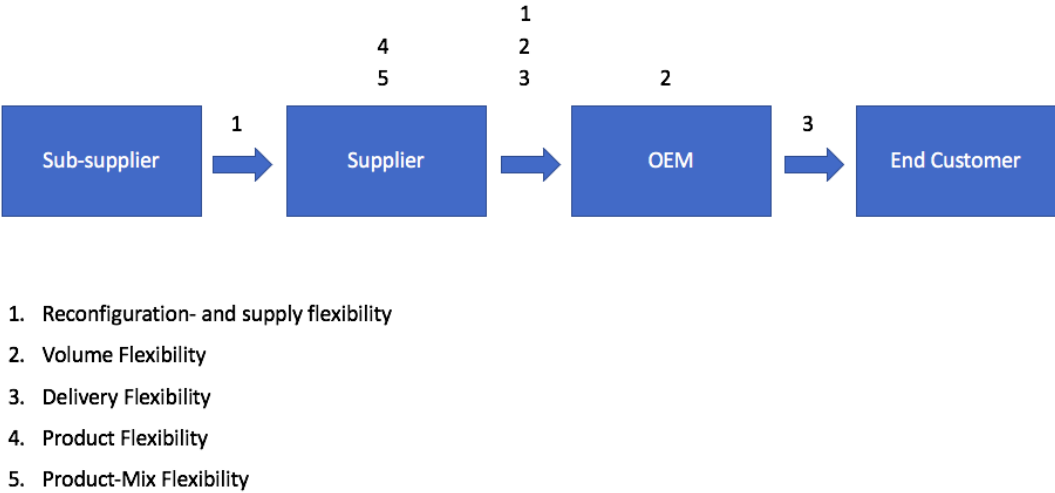 1
4 2
5 3 2
1 3
Sub-supplier Supplier OEM End Customer
1. Reconfiguration- and supply flexibility
2. Volume Flexibility
3. Delivery Flexibility
4. Product Flexibility
5. Product-Mix Flexibility